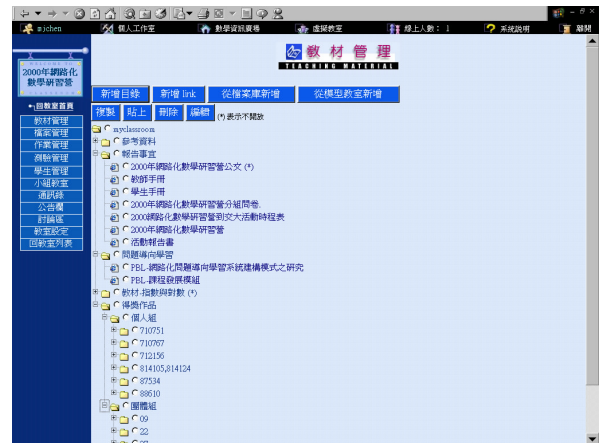 mjchen 個人工作室 數學資訊廣場 虛擬教室 線上人數： 1 系統說明 離開
WELCOME TO
2000年網路化
數學研習營
回教室首頁
教材管理
檔案管理
作業管理
測驗管理
學生管理
小組教室
通訊錄
公告欄
討論區
教室設定
回教室列表
教 材 管 理
TEACHING MATERIAL
新增目錄 新增 link 從檔案庫新增 從模型教室新增
複製 貼上 刪除 編輯 (*) 表示不開放
myclassroom
參考資料
報告事宜
2000年網路化數學研習營公文 (*)
教師手冊
學生手冊
2000年網路化數學研習營分組問卷.
2000網路化數學研習營到交大活動時程表
2000年網路化數學研習營
活動報告書
問題導向學習
PBL-網路化問題導向學習系統建構模式之研究
PBL-課程發展模組
教材-指數與對數 (*)
得獎作品
個人組
710751
710767
712156
814105,814124
87534
88610
團體組
09
22